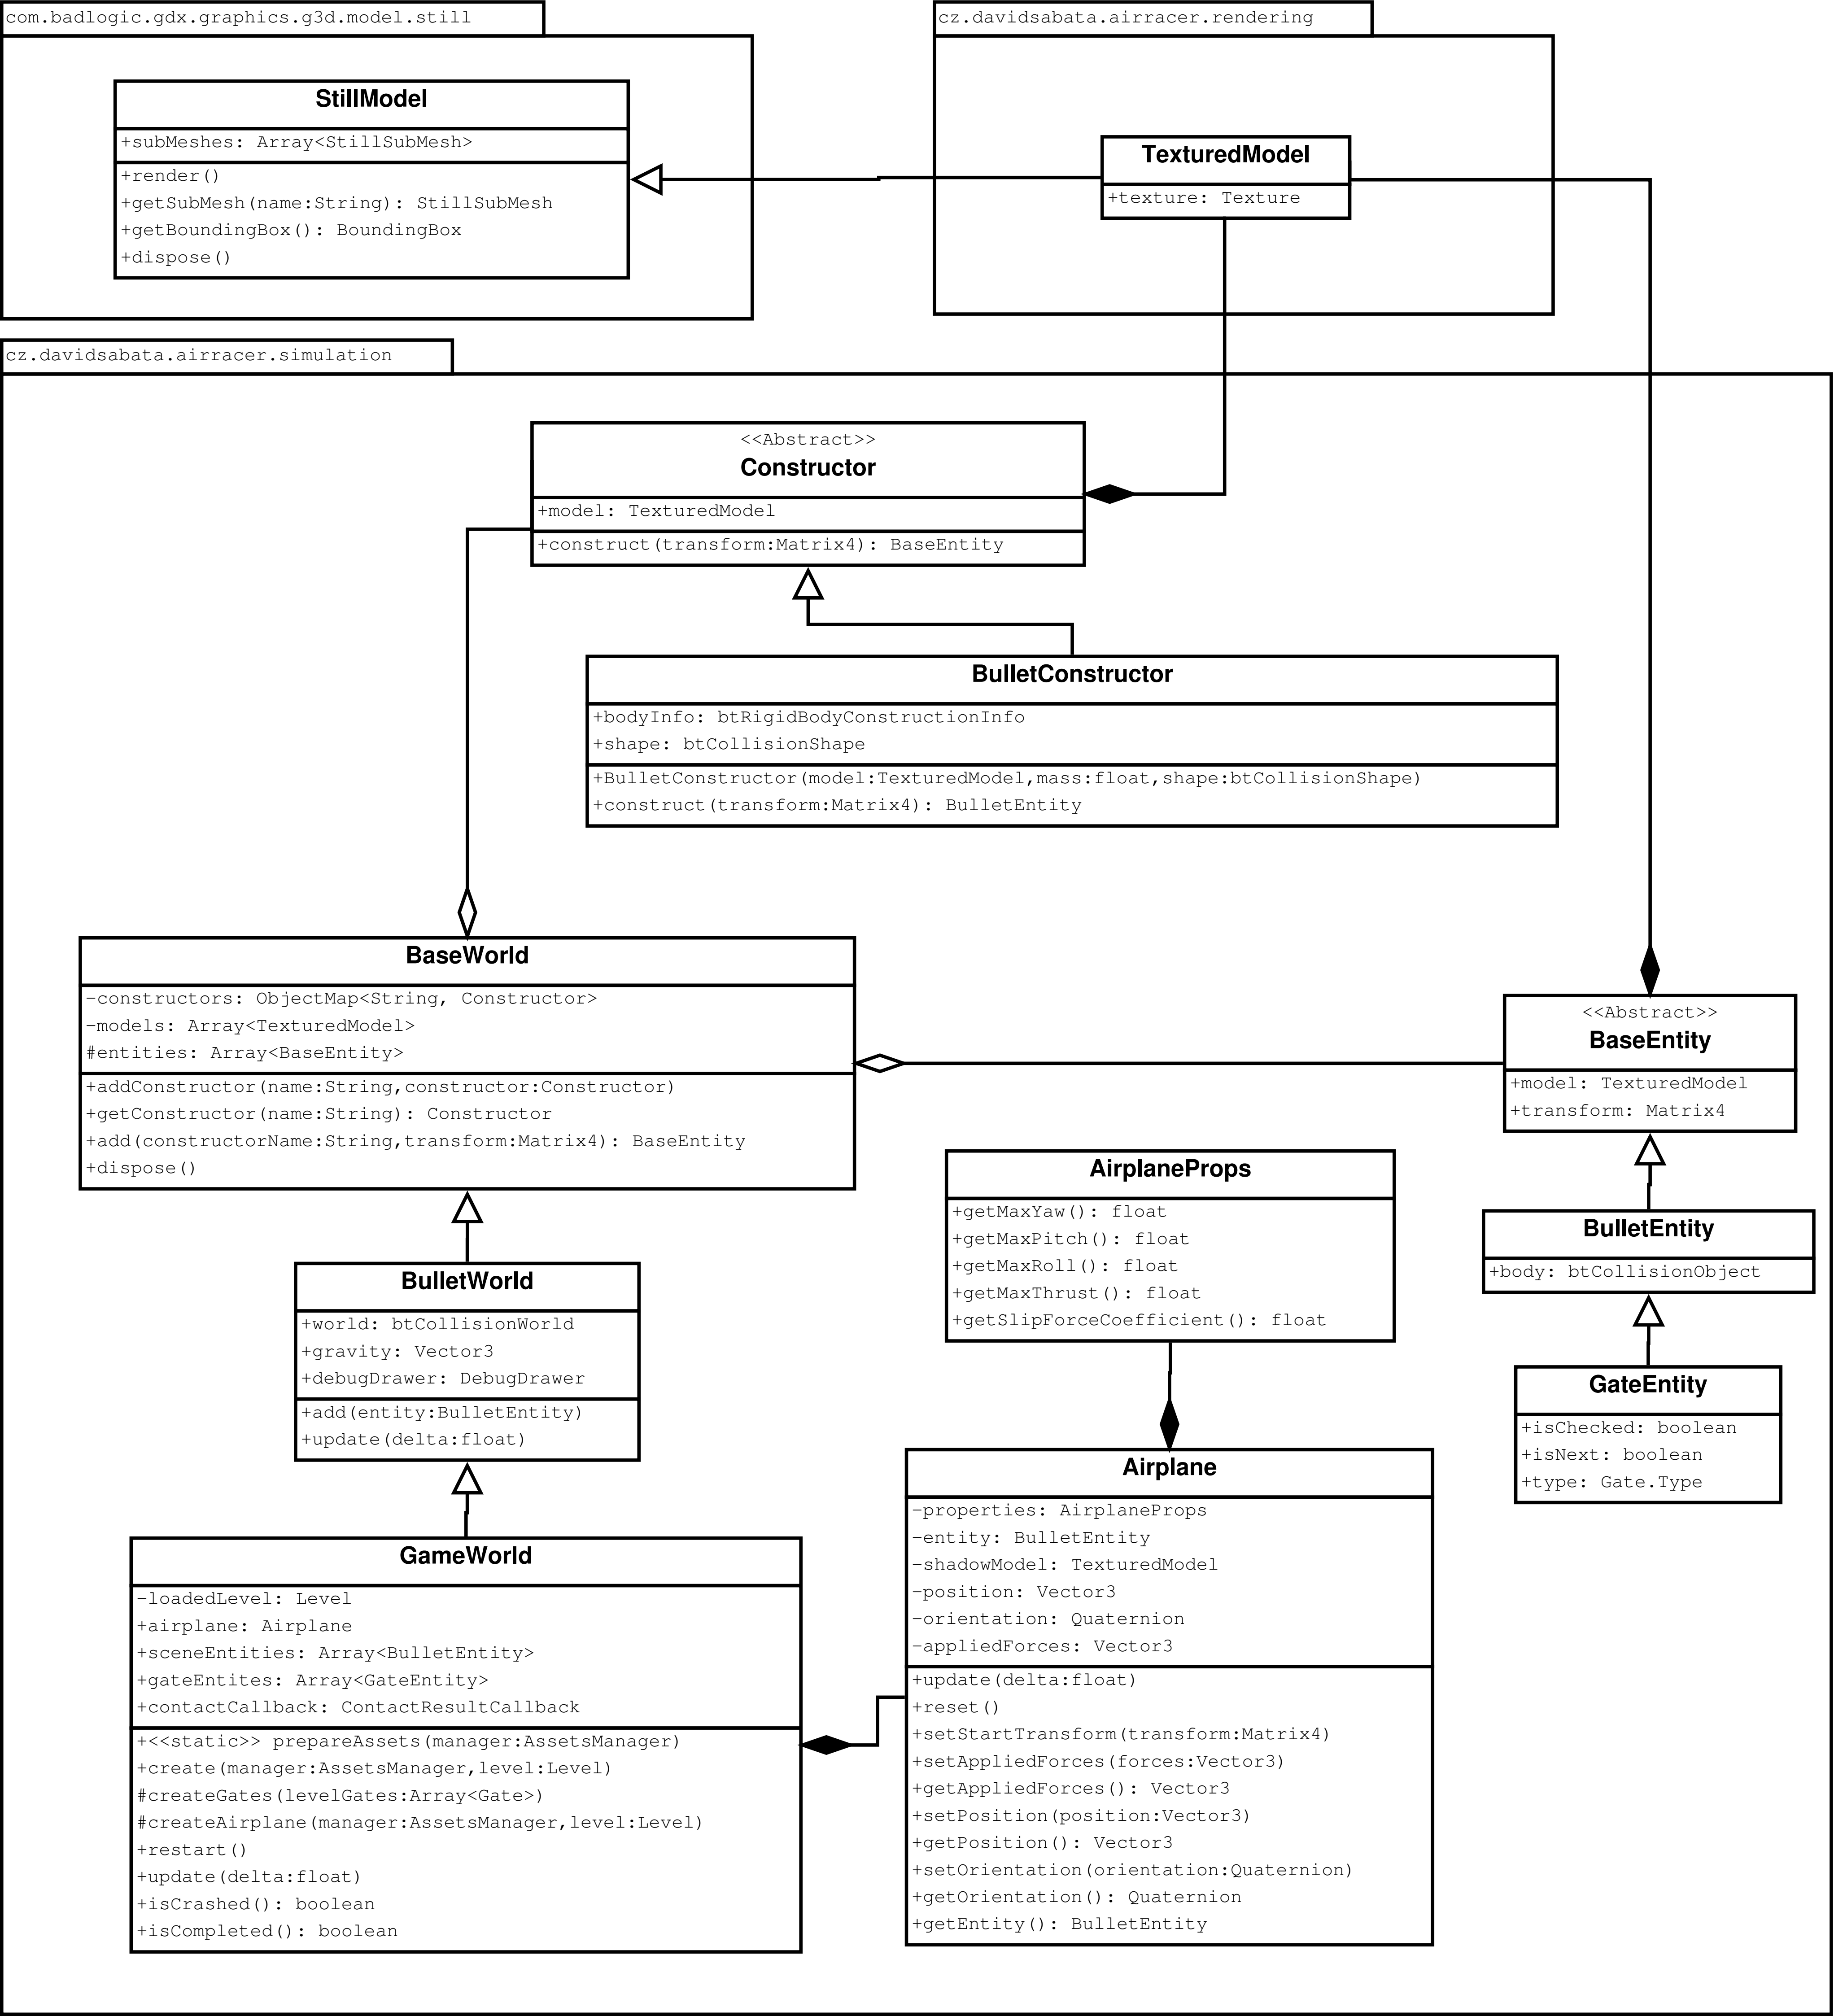 com.badlogic.gdx.graphics.g3d.model.still
StillModel
+subMeshes: Array<StillSubMesh>
+render()
+getSubMesh(name:String): StillSubMesh
+getBoundingBox(): BoundingBox
+dispose()
cz.davidsabata.airracer.rendering
TexturedModel
+texture: Texture
cz.davidsabata.airracer.simulation
<<Abstract>>
Constructor
+model: TexturedModel
+construct(transform:Matrix4): BaseEntity
BulletConstructor
+bodyInfo: btRigidBodyConstructionInfo
+shape: btCollisionShape
+BulletConstructor(model:TexturedModel,mass:float,shape:btCollisionShape)
+construct(transform:Matrix4): BulletEntity
BaseWorld
-constructors: ObjectMap<String, Constructor>
-models: Array<TexturedModel>
#entities: Array<BaseEntity>
+addConstructor(name:String,constructor:Constructor)
+getConstructor(name:String): Constructor
+add(constructorName:String,transform:Matrix4): BaseEntity
+dispose()
<<Abstract>>
BaseEntity
+model: TexturedModel
+transform: Matrix4
AirplaneProps
+getMaxYaw(): float
+getMaxPitch(): float
+getMaxRoll(): float
+getMaxThrust(): float
+getSlipForceCoefficient(): float
BulletEntity
+body: btCollisionObject
BulletWorld
+world: btCollisionWorld
+gravity: Vector3
+debugDrawer: DebugDrawer
+add(entity:BulletEntity)
+update(delta:float)
GateEntity
+isChecked: boolean
+isNext: boolean
+type: Gate.Type
Airplane
-properties: AirplaneProps
-entity: BulletEntity
-shadowModel: TexturedModel
-position: Vector3
-orientation: Quaternion
-appliedForces: Vector3
+update(delta:float)
+reset()
+setStartTransform(transform:Matrix4)
+setAppliedForces(forces:Vector3)
+getAppliedForces(): Vector3
+setPosition(position:Vector3)
+getPosition(): Vector3
+setOrientation(orientation:Quaternion)
+getOrientation(): Quaternion
+getEntity(): BulletEntity
GameWorld
-loadedLevel: Level
+airplane: Airplane
+sceneEntities: Array<BulletEntity>
+gateEntites: Array<GateEntity>
+contactCallback: ContactResultCallback
+<<static>> prepareAssets(manager:AssetsManager)
+create(manager:AssetsManager,level:Level)
#createGates(levelGates:Array<Gate>)
#createAirplane(manager:AssetsManager,level:Level)
+restart()
+update(delta:float)
+isCrashed(): boolean
+isCompleted(): boolean